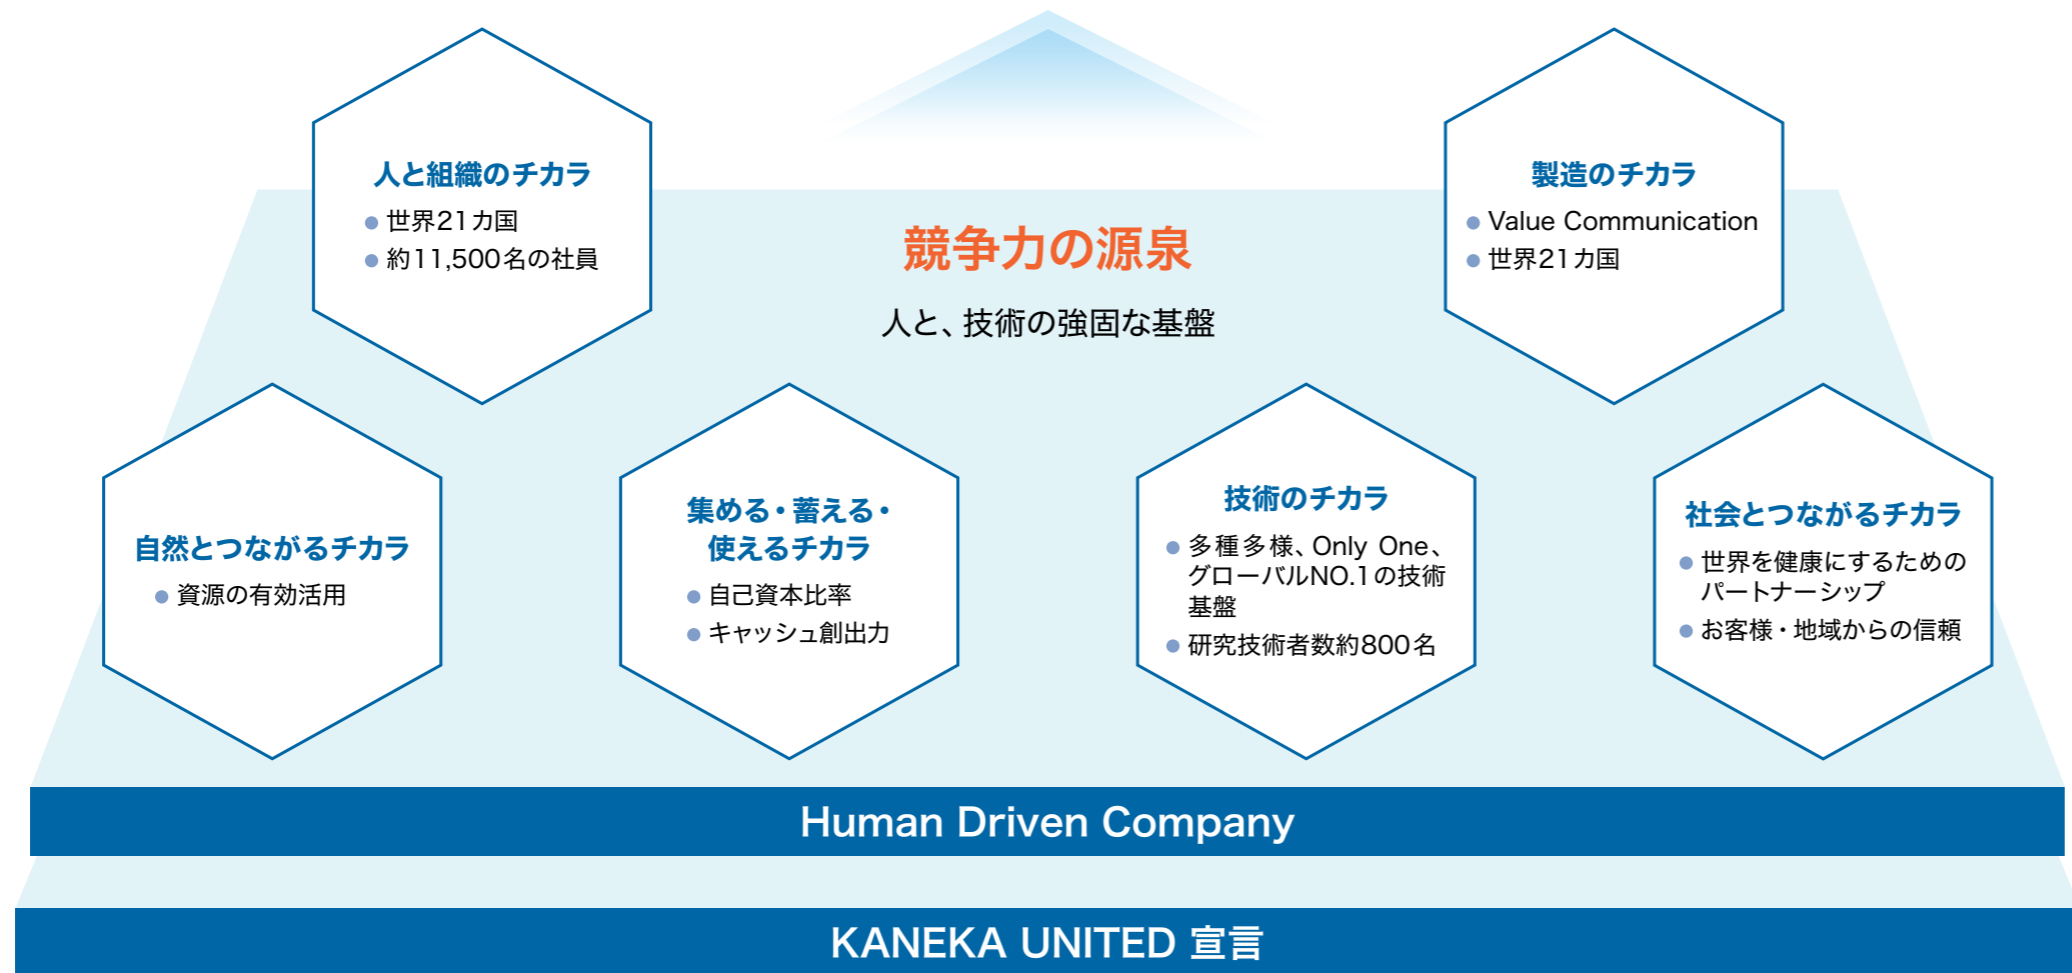 人と組織のチカラ
● 世界21カ国
● 約11,500名の社員
競争力の源泉
人と、技術の強固な基盤
製造のチカラ
● Value Communication
● 世界21カ国
自然とつながるチカラ
● 資源の有効活用
集める・蓄える・
使えるチカラ
● 自己資本比率
● キャッシュ創出力
技術のチカラ
● 多種多様、Only One、
グローバルNO.1の技術
基盤
● 研究技術者数約800名
社会とつながるチカラ
● 世界を健康にするための
パートナーシップ
● お客様・地域からの信頼
Human Driven Company
KANEKA UNITED 宣言